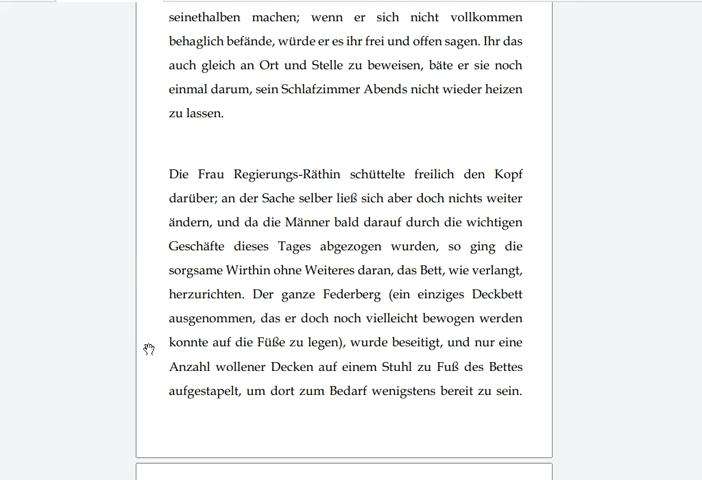 seinethalben machen; wenn er sich nicht vollkommen
behaglich befände, würde er es ihr frei und offen sagen. Ihr das
auch gleich an Ort und Stelle zu beweisen, bäte er sie noch
einmal darum, sein Schlafzimmer Abends nicht wieder heizen
zu lassen.
Die Frau Regierungs-Räthin schüttelte freilich den Kopf
darüber; an der Sache selber ließ sich aber doch nichts weiter
ändern, und da die Männer bald darauf durch die wichtigen
Geschäfte dieses Tages abgezogen wurden, so ging die
sorgsame Wirthin ohne Weiteres daran, das Bett, wie verlangt,
herzurichten. Der ganze Federberg (ein einziges Deckbett
ausgenommen, das er doch noch vielleicht bewogen werden
konnte auf die Füße zu legen), wurde beseitigt, und nur eine
Anzahl wollener Decken auf einem Stuhl zu Fuß des Bettes
aufgestapelt, um dort zum Bedarf wenigstens bereit zu sein.